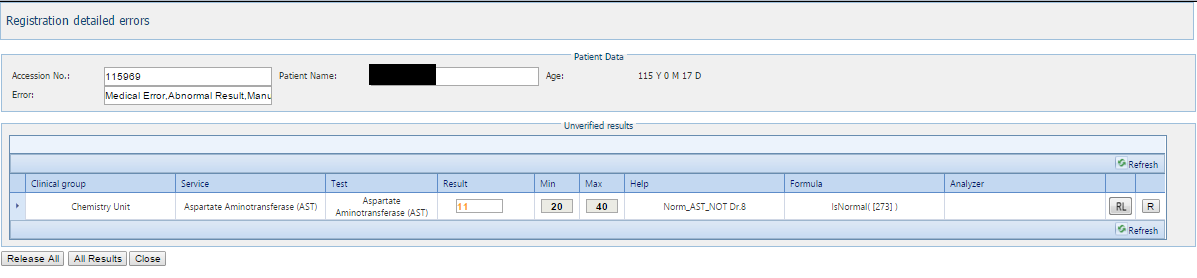 Registration detailed errors
Patient Data
Accession No.: 115969 Patient Name: Age: 115 Y 0 M 17 D
Error: Medical Error,Abnormal Result,Manu
Unverified results
Refresh
Clinical group Service Test Result Min Max Help Formula Analyzer
Chemistry Unit Aspartate Aminotransferase (AST) Aspartate Aminotransferase (AST) 11 20 40 Norm_AST_NOT Dr.8 IsNormal( [273] ) RL R
Refresh
Release All All Results Close